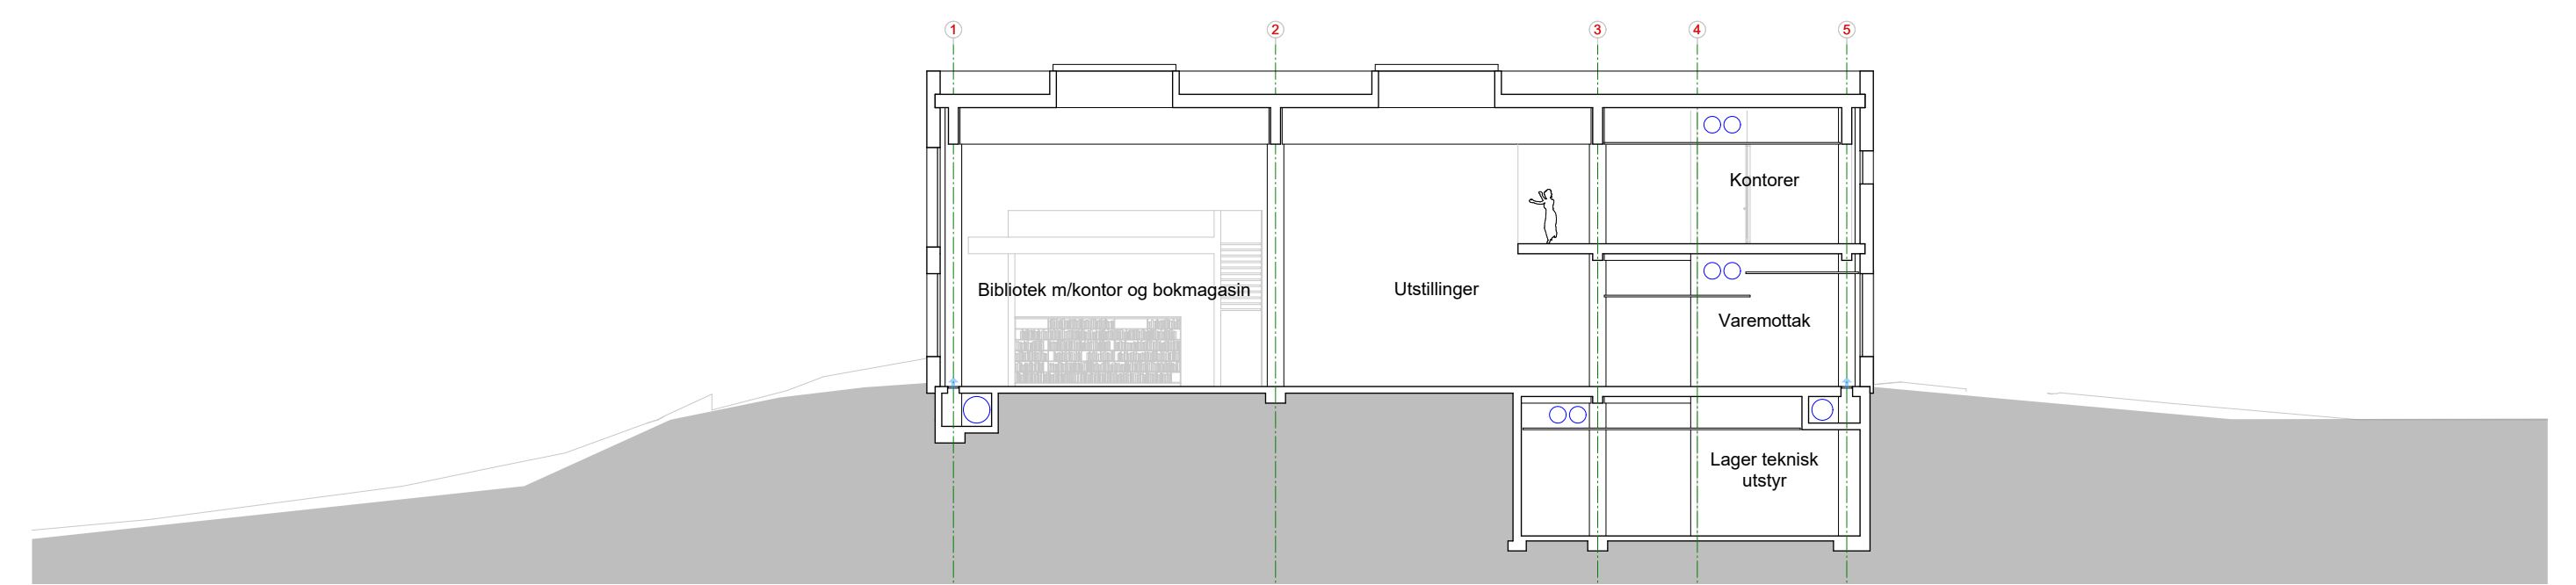 1
2
3
4
5
Kontorer
Bibliotek m/kontor og bokmagasin
Utstillinger
Varemottak
Lager teknisk
utstyr